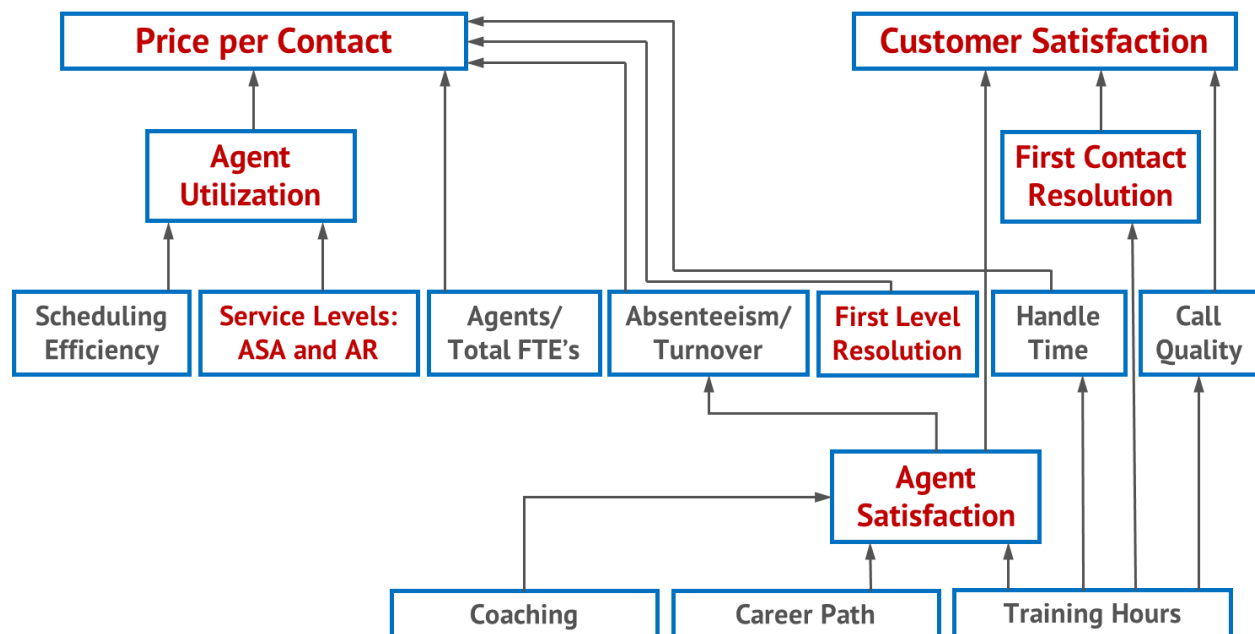 Price per Contact
Customer Satisfaction
Agent
Utilization
First Contact
Resolution
Scheduling
Efficiency
Service Levels:
ASA and AR
Agents/
Total FTE’s
Absenteeism/
Turnover
First Level
Resolution
Handle
Time
Call
Quality
Agent
Satisfaction
Coaching
Career Path
Training Hours